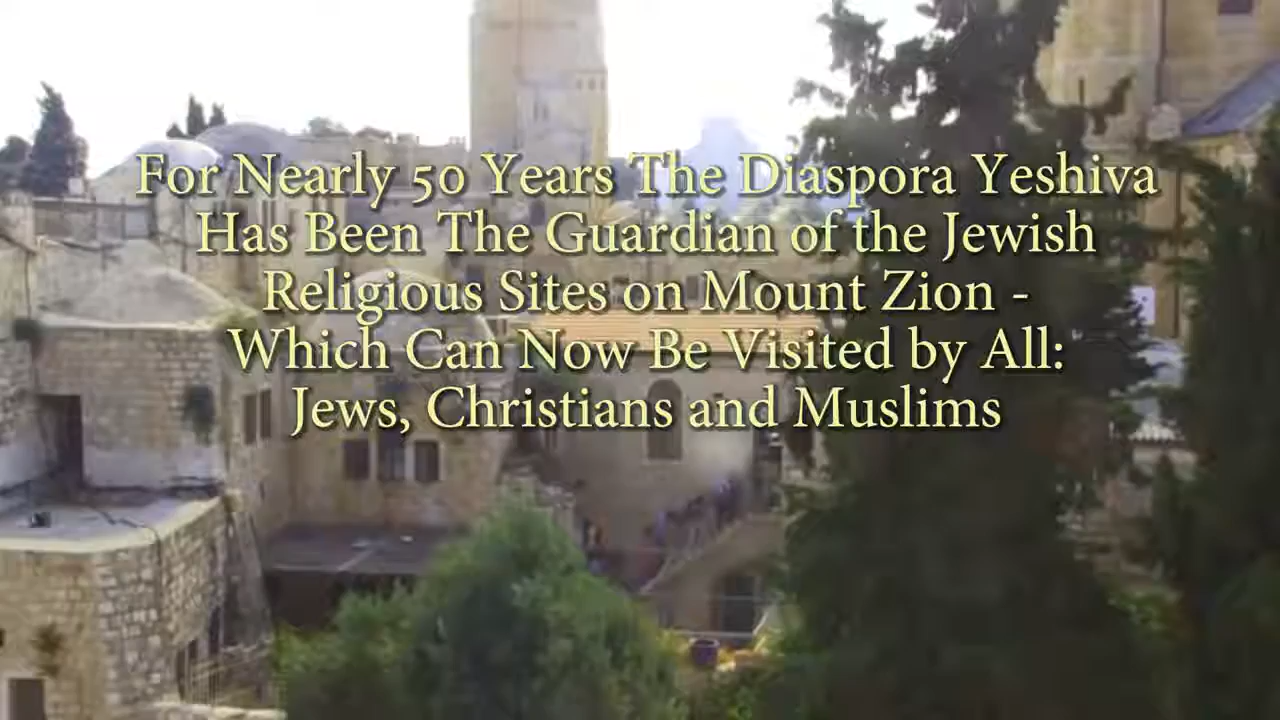 For Nearly 50 Years The Diaspora Yeshiva
Has Been The Guardian of the Jewish
Religious Sites on Mount Zion -
Which Can Now Be Visited by All:
Jews, Christians and Muslims